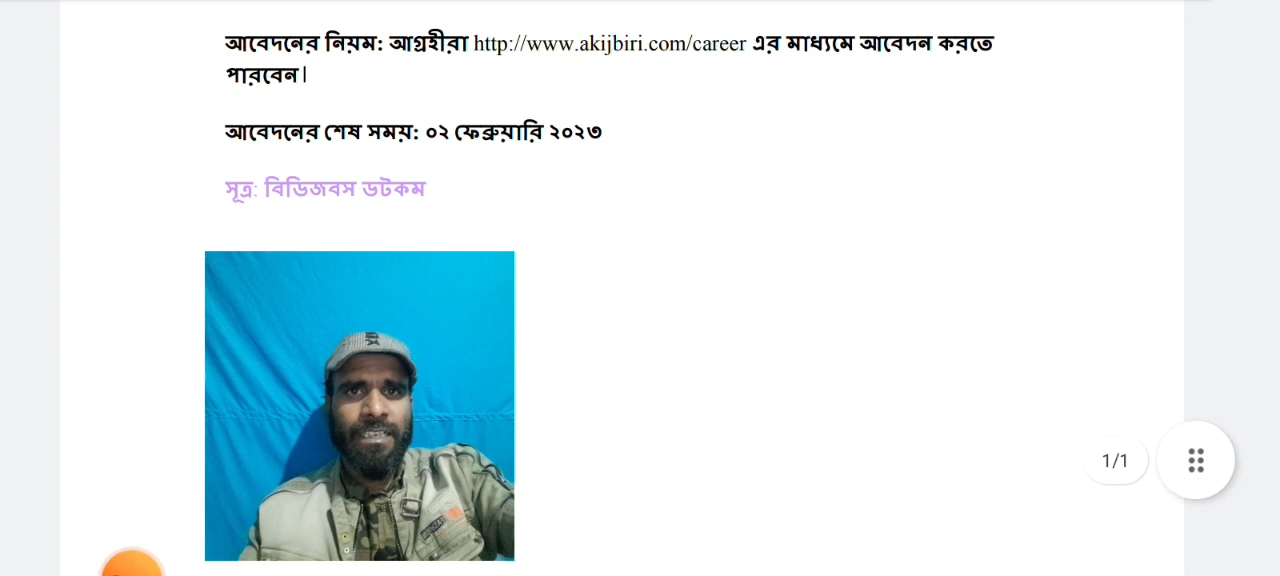 আবেদনের নিয়ম: আগ্রহীরা http://www.akijbiri.com/career এর মাধ্যমে আবেদন করতে
পারবেন।
আবেদনের শেষ সময়: ০২ ফেব্রুয়ারি ২০২৩
সূত্র: বিডিজবস ডটকম
1/1